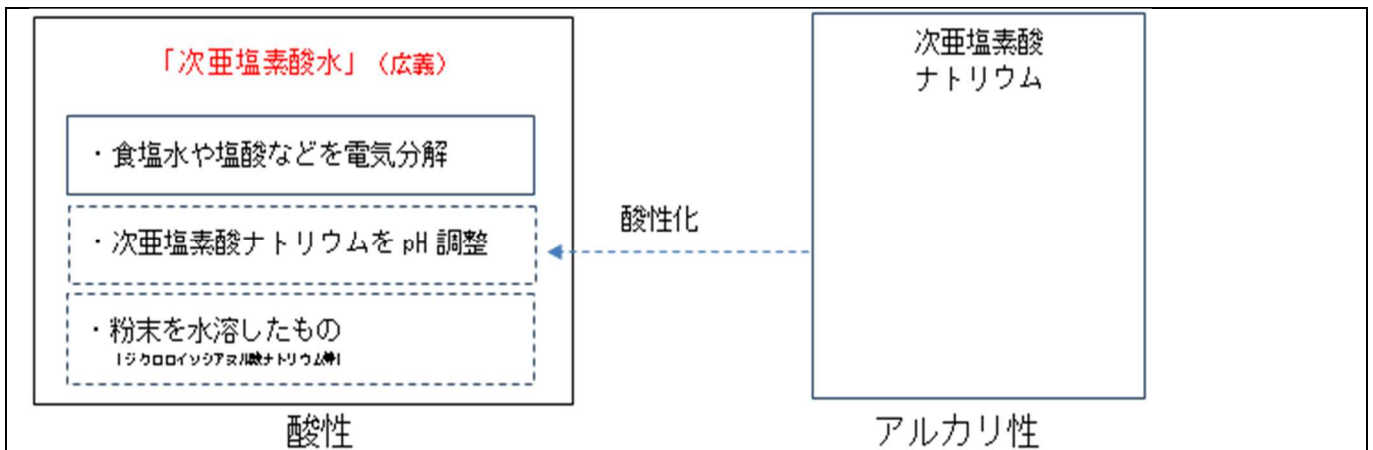 「次亜塩素酸水」（広義）
・食塩水や塩酸などを電気分解
・次亜塩素酸ナトリウムを pH 調整
・粉末を水溶したもの
（ジクロロイソシアヌル酸ナトリウム等）
酸性
酸性化
次亜塩素酸
ナトリウム
アルカリ性